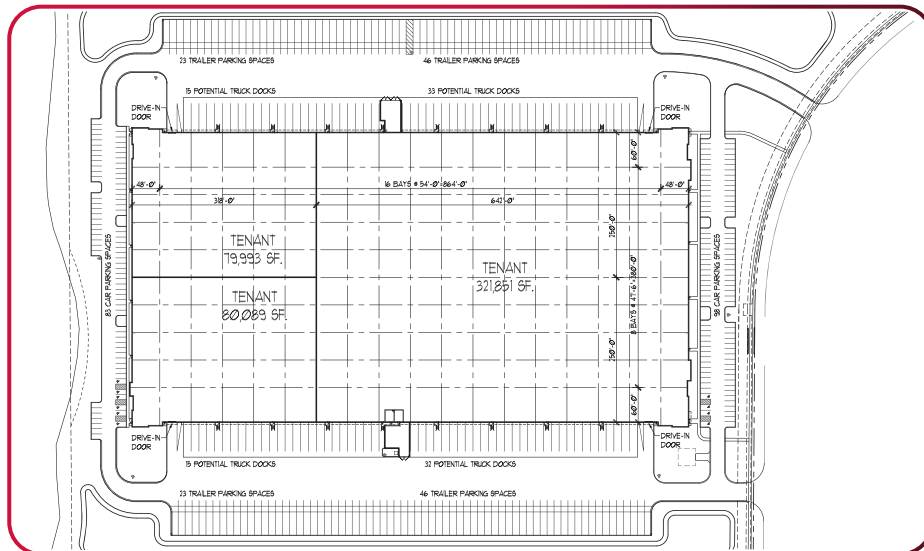 23 TRAILER PARKING SPACES
46 TRAILER PARKING SPACES
15 POTENTIAL TRUCK DOCKS
33 POTENTIAL TRUCK DOCKS
DRIVE-IN
DOOR
DRIVE-IN
DOOR
60'-0"
48'-0"
16 BAYS @ 54'-0"=864'-0"
48'-0"
318'-0"
642'-0"
250'-0"
TENANT
79,993 SF.
TENANT
321,851 SF.
TENANT
80,089 SF.
8 BAYS @ 47'-6"=380'-0"
83 CAR PARKING SPACES
98 CAR PARKING SPACES
250'-0"
60'-0"
DRIVE-IN
DOOR
DRIVE-IN
DOOR
15 POTENTIAL TRUCK DOCKS
32 POTENTIAL TRUCK DOCKS
23 TRAILER PARKING SPACES
46 TRAILER PARKING SPACES